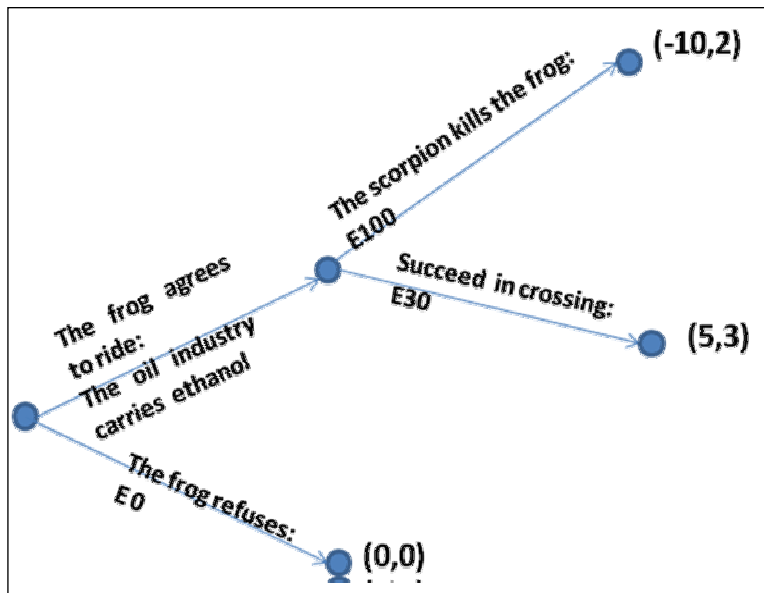 (-10,2)
The scorpion kills the frog:
E100
Succeed in crossing:
E30
(5,3)
The frog agrees
to ride:
The oil industry
carries ethanol
The frog refuses:
E0
(0,0)